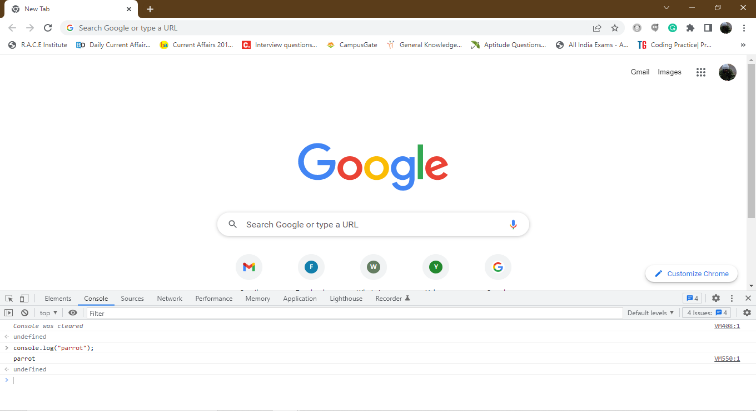 New Tab
Search Google or type a URL
R.A.C.E Institute
Daily Current Affair...
Current Affairs 201...
Interview questions...
CampusGate
General Knowledge...
Aptitude Questions...
All India Exams - An...
Coding Practice| Pr...
Gmail Images
Google
Search Google or type a URL
F W Y
Customize Chrome
Elements Console Sources Network Performance Memory Application Lighthouse Recorder 4
top Filter Default levels 4 Issues: 4
Console was cleared VM408:1
undefined
console.log("parrot");
parrot VM550:1
undefined